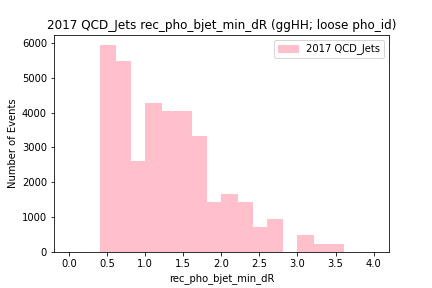 2017 QCD_Jets rec_pho_bjet_min_dR (ggHH; loose pho_id)
2017 QCD_Jets
Number of Events
6000
5000
4000
3000
2000
1000
0
0.0 0.5 1.0 1.5 2.0 2.5 3.0 3.5 4.0
rec_pho_bjet_min_dR